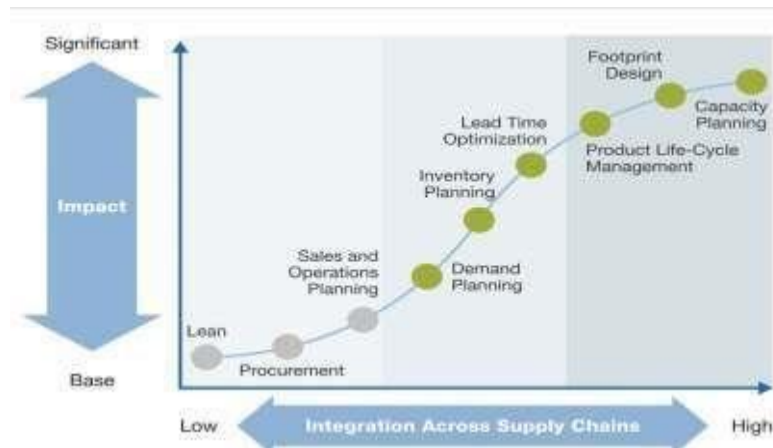 Significant
Footprint
Design
Lead Time
Optimization
Capacity
Planning
Product Life-Cycle
Management
Inventory
Planning
Impact
Sales and
Operations
Planning
Demand
Planning
Lean
Procurement
Base
Low
Integration Across Supply Chains
High